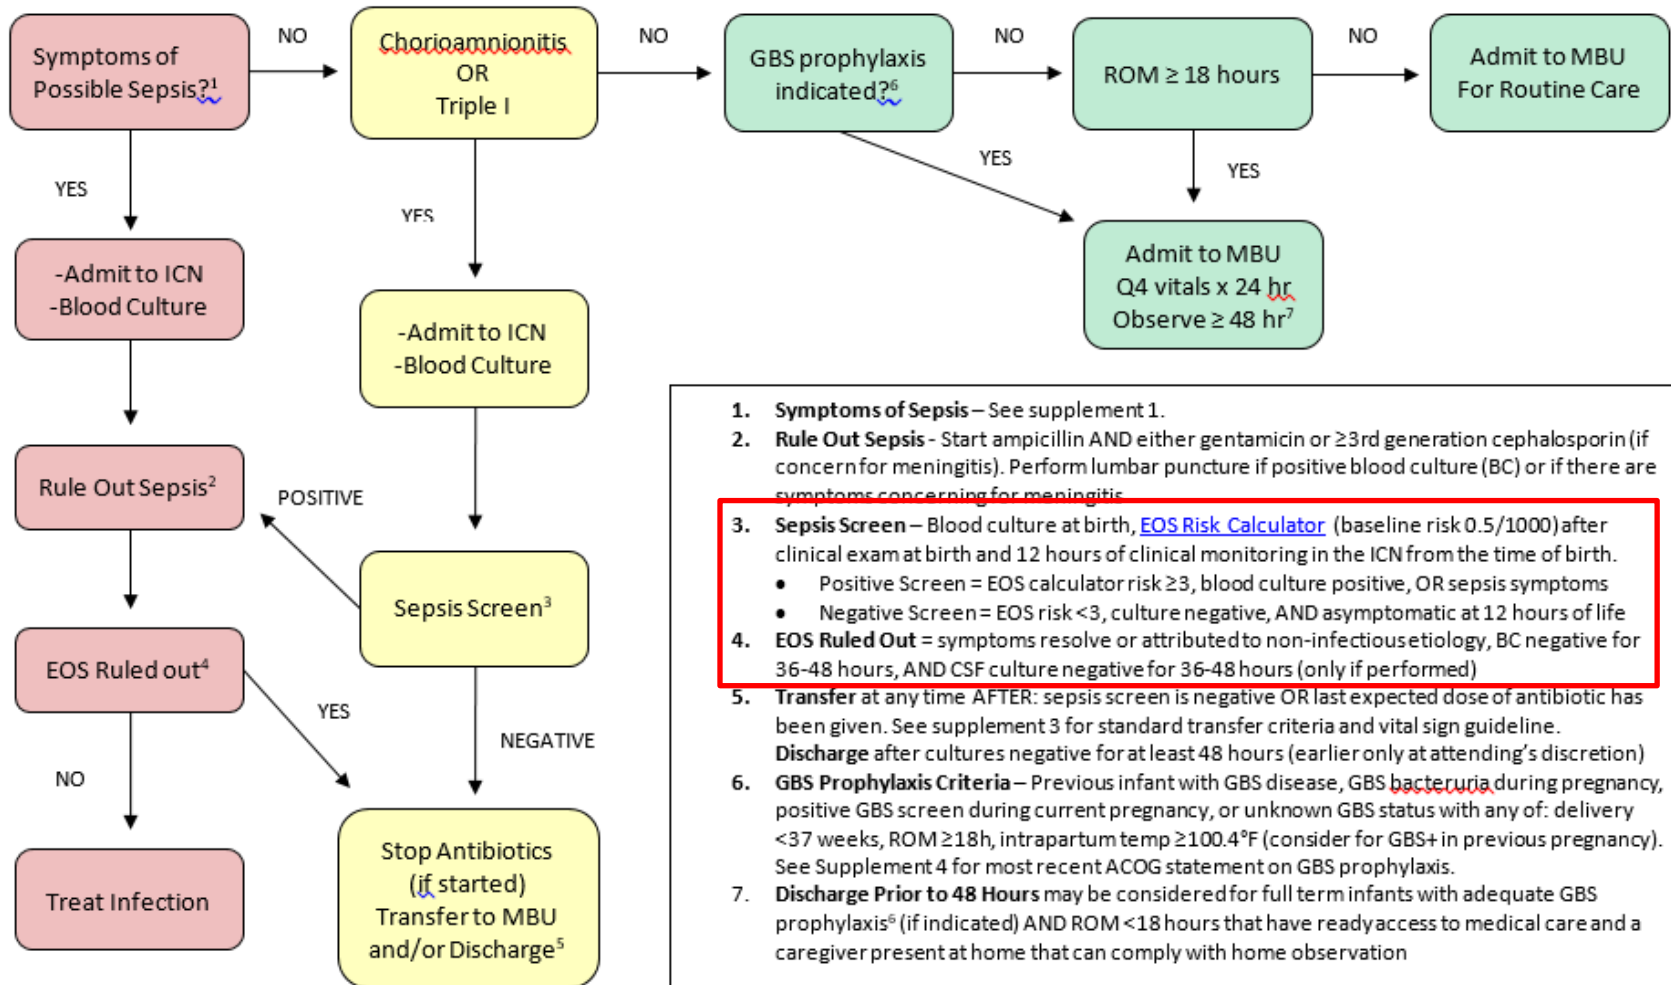 Symptoms of
Possible Sepsis?¹
NO
Chorioamnionitis
OR
Triple I
NO
GBS prophylaxis
indicated?⁶
NO
ROM ≥ 18 hours
NO
Admit to MBU
For Routine Care
YES
YES
YES
YES
-Admit to ICN
-Blood Culture
-Admit to ICN
-Blood Culture
Admit to MBU
Q4 vitals x 24 hr
Observe ≥ 48 hr⁷
Rule Out Sepsis²
POSITIVE
Sepsis Screen³
EOS Ruled out⁴
YES
NEGATIVE
NO
Treat Infection
Stop Antibiotics
(if started)
Transfer to MBU
and/or Discharge⁵
1. Symptoms of Sepsis – See supplement 1.
2. Rule Out Sepsis - Start ampicillin AND either gentamicin or ≥3rd generation cephalosporin (if
concern for meningitis). Perform lumbar puncture if positive blood culture (BC) or if there are
symptoms concerning for meningitis
3. Sepsis Screen – Blood culture at birth, EOS Risk Calculator (baseline risk 0.5/1000) after
clinical exam at birth and 12 hours of clinical monitoring in the ICN from the time of birth.
• Positive Screen = EOS calculator risk ≥3, blood culture positive, OR sepsis symptoms
• Negative Screen = EOS risk <3, culture negative, AND asymptomatic at 12 hours of life
4. EOS Ruled Out = symptoms resolve or attributed to non-infectious etiology, BC negative for
36-48 hours, AND CSF culture negative for 36-48 hours (only if performed)
5. Transfer at any time AFTER: sepsis screen is negative OR last expected dose of antibiotic has
been given. See supplement 3 for standard transfer criteria and vital sign guideline.
Discharge after cultures negative for at least 48 hours (earlier only at attending's discretion)
6. GBS Prophylaxis Criteria – Previous infant with GBS disease, GBS bacteruria during pregnancy,
positive GBS screen during current pregnancy, or unknown GBS status with any of: delivery
<37 weeks, ROM ≥18h, intrapartum temp ≥100.4°F (consider for GBS+ in previous pregnancy).
See Supplement 4 for most recent ACOG statement on GBS prophylaxis.
7. Discharge Prior to 48 Hours may be considered for full term infants with adequate GBS
prophylaxis⁶ (if indicated) AND ROM <18 hours that have ready access to medical care and a
caregiver present at home that can comply with home observation